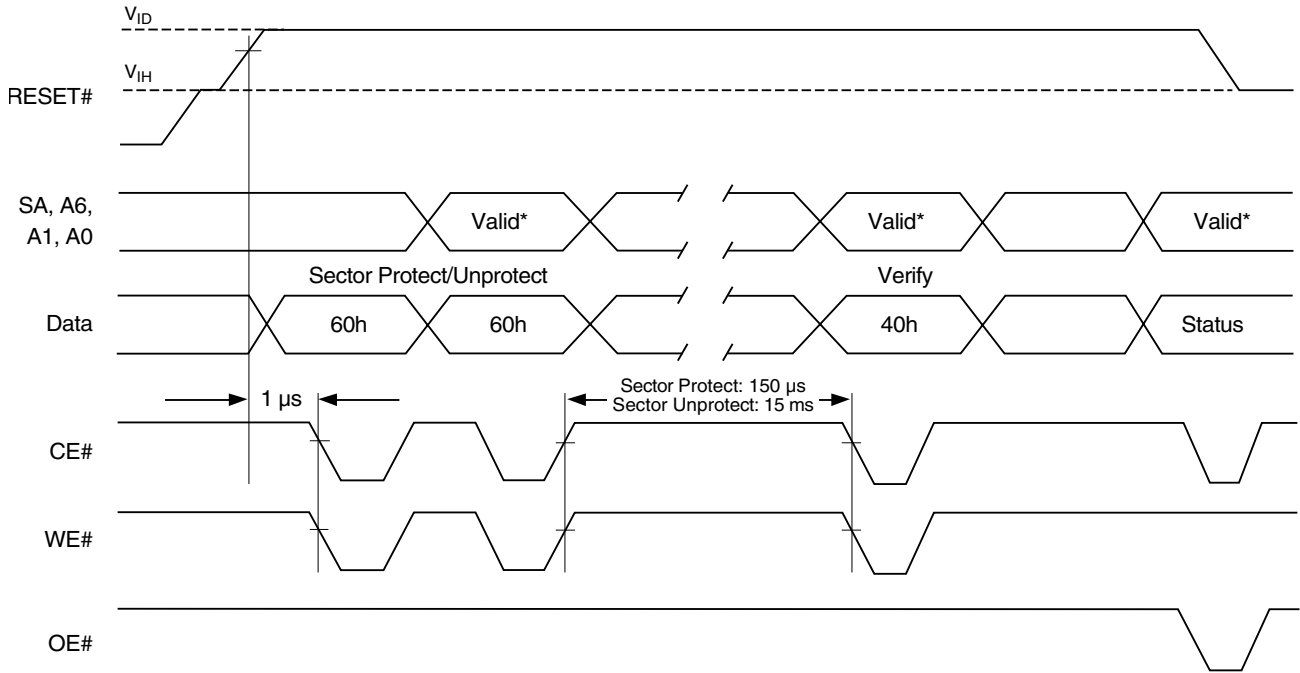 VID
VIH
RESET#
SA, A6,
A1, A0
Valid*
Valid*
Valid*
Sector Protect/Unprotect
Verify
Data
60h
60h
40h
Status
1 µs
Sector Protect: 150 µs
Sector Unprotect: 15 ms
CE#
WE#
OE#